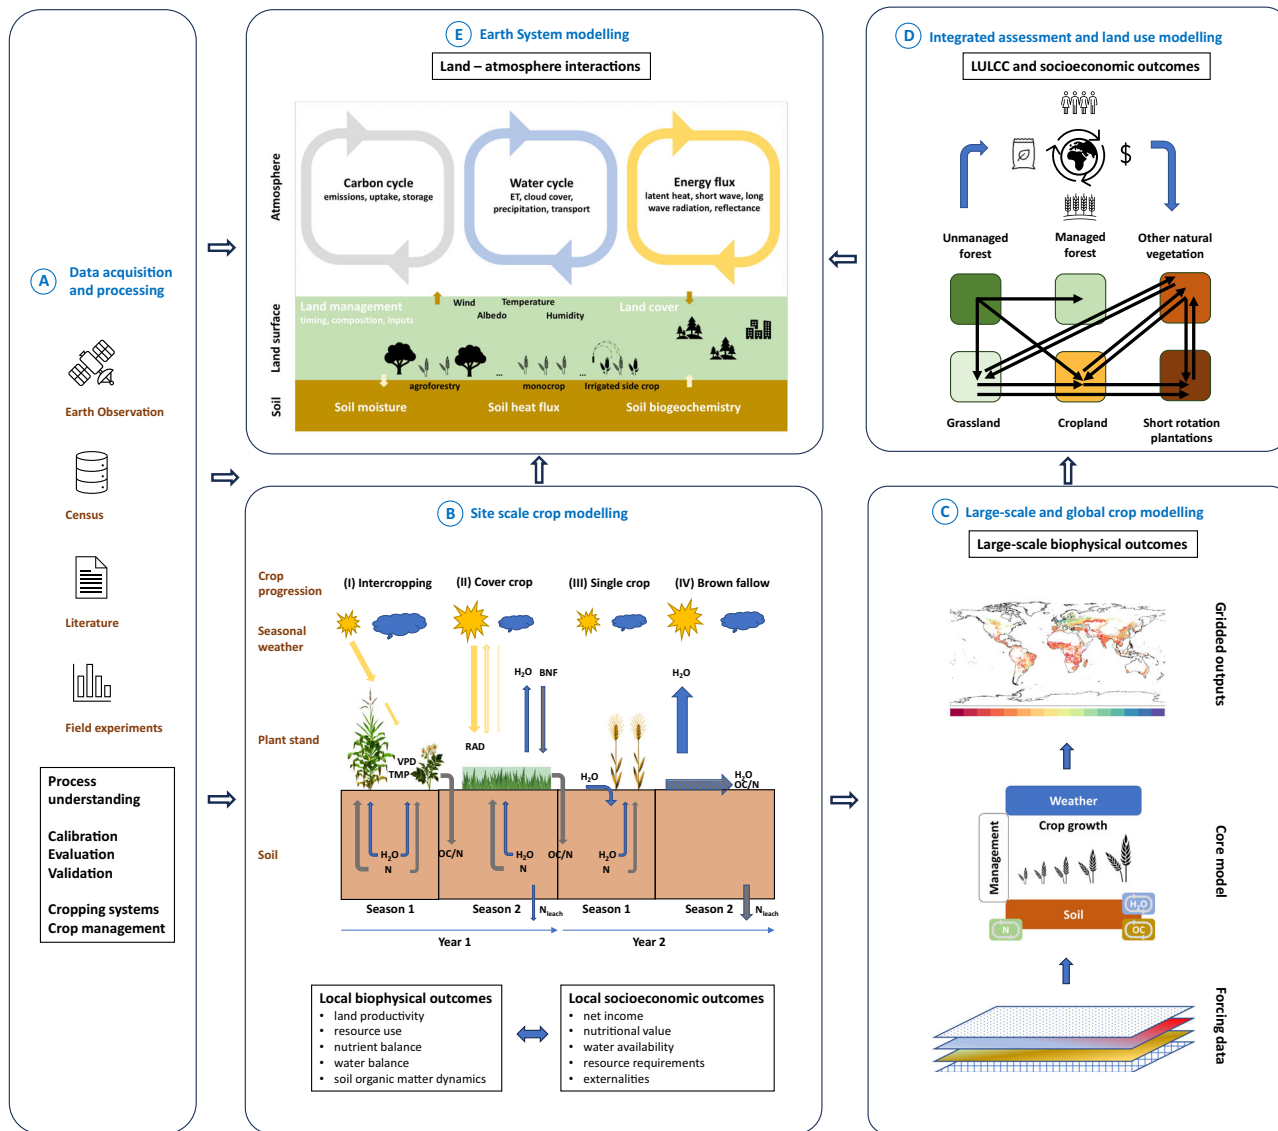 A Data acquisition
and processing
Earth Observation
Census
Literature
Field experiments
Process
understanding
Calibration
Evaluation
Validation
Cropping systems
Crop management
E Earth System modelling
Land – atmosphere interactions
Atmosphere
Carbon cycle
emissions, uptake, storage
Water cycle
ET, cloud cover,
precipitation, transport
Energy flux
latent heat, short wave, long
wave radiation, reflectance
Land surface
Land management
timing, composition, inputs
Wind
Temperature
Albedo
Humidity
Land cover
agroforestry
...
monocrop
...
Irrigated side crop
Soil
Soil moisture
Soil heat flux
Soil biogeochemistry
D Integrated assessment and land use modelling
LULCC and socioeconomic outcomes
$
Unmanaged
forest
Managed
forest
Other natural
vegetation
Grassland
Cropland
Short rotation
plantations
B Site scale crop modelling
Crop
progression
(I) Intercropping
(II) Cover crop
(III) Single crop
(IV) Brown fallow
Seasonal
weather
H2O
BNF
H2O
Plant stand
RAD
VPD
TMP
H2O
H2O
OC/N
Soil
H2O
N
OC/N
H2O
N
OC/N
H2O
N
Season 1
Season 2
Nleach
Season 1
Season 2
Nleach
Year 1
Year 2
Local biophysical outcomes
• land productivity
• resource use
• nutrient balance
• water balance
• soil organic matter dynamics
Local socioeconomic outcomes
• net income
• nutritional value
• water availability
• resource requirements
• externalities
C Large-scale and global crop modelling
Large-scale biophysical outcomes
Gridded outputs
Weather
Crop growth
Management
Core model
Soil
H2O
N
OC
Forcing data